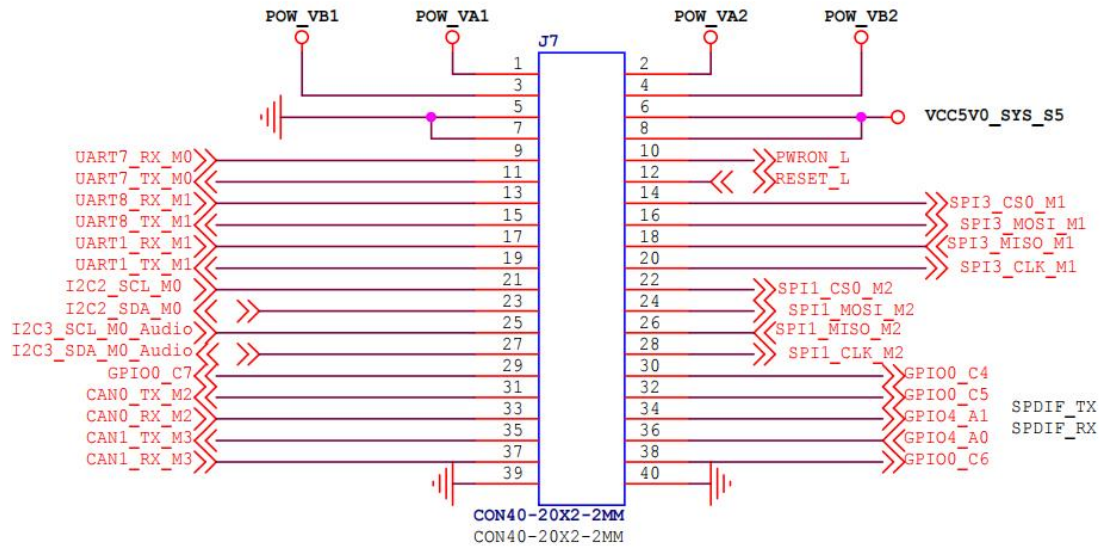 POW_VB1 POW_VA1 POW_VA2 POW_VB2
J7
1 2
3 4
5 6 VCC5V0_SYS_S5
7 8
UART7_RX_M0 9 10 PWRON_L
UART7_TX_M0 11 12 RESET_L
UART8_RX_M1 13 14 SPI3_CS0_M1
UART8_TX_M1 15 16 SPI3_MOSI_M1
UART1_RX_M1 17 18 SPI3_MISO_M1
UART1_TX_M1 19 20 SPI3_CLK_M1
I2C2_SCL_M0 21 22 SPI1_CS0_M2
I2C2_SDA_M0 23 24 SPI1_MOSI_M2
I2C3_SCL_M0_Audio 25 26 SPI1_MISO_M2
I2C3_SDA_M0_Audio 27 28 SPI1_CLK_M2
GPIO0_C7 29 30 GPIO0_C4
CAN0_TX_M2 31 32 GPIO0_C5
CAN0_RX_M2 33 34 GPIO4_A1 SPDIF_TX
CAN1_TX_M3 35 36 GPIO4_A0 SPDIF_RX
CAN1_RX_M3 37 38 GPIO0_C6
39 40
CON40-20X2-2MM
CON40-20X2-2MM